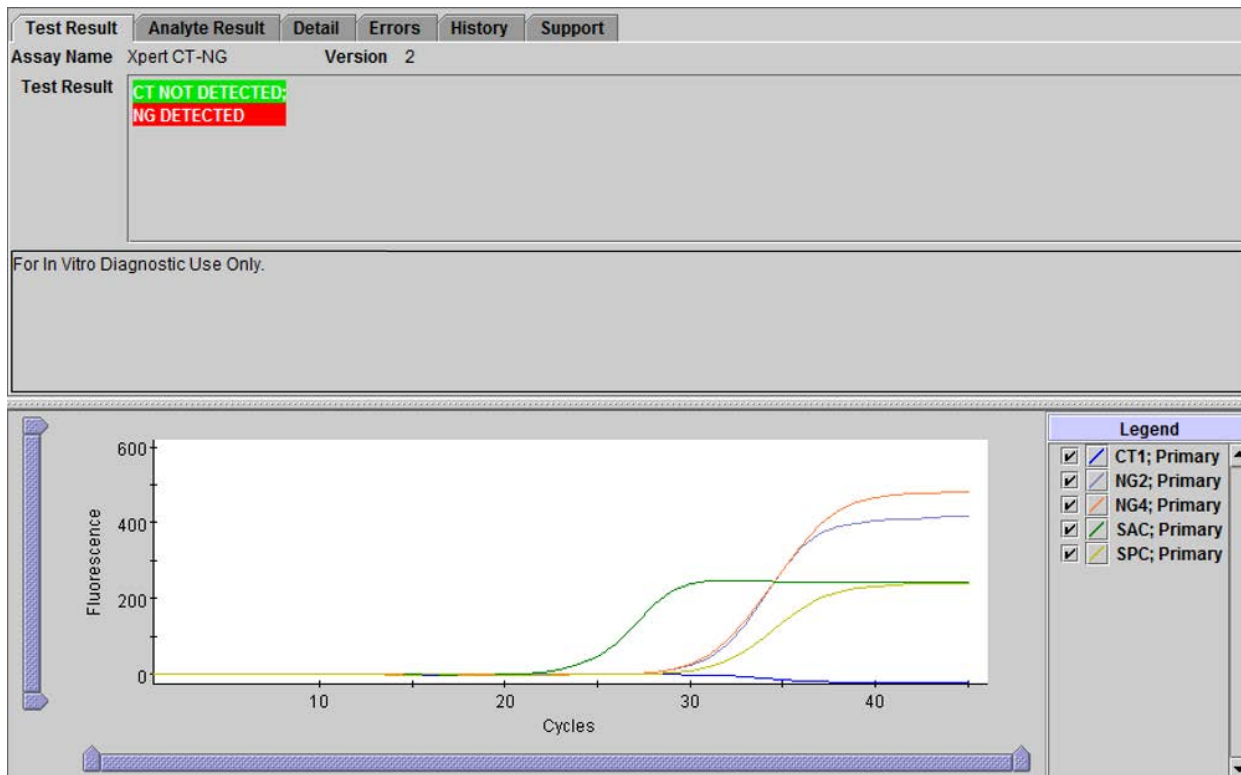 Test Result Analyte Result Detail Errors History Support
Assay Name Xpert CT-NG Version 2
Test Result
CT NOT DETECTED;
NG DETECTED
For In Vitro Diagnostic Use Only.
600
400
200
0
Fluorescence
10 20 30 40
Cycles
Legend
CT1; Primary
NG2; Primary
NG4; Primary
SAC; Primary
SPC; Primary